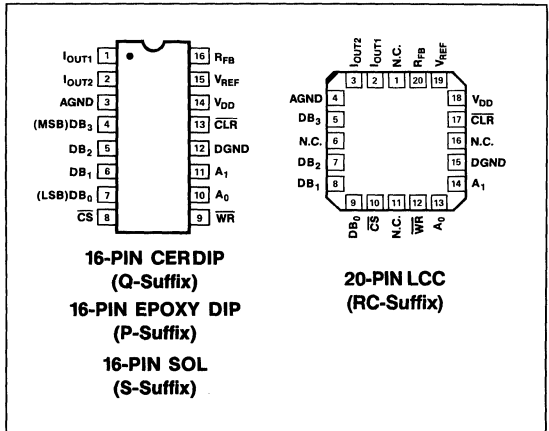 IOUT1 1 16 RFB
IOUT2 2 15 VREF
AGND 3 14 VDD
(MSB)DB3 4 13 CLR
DB2 5 12 DGND
DB1 6 11 A1
(LSB)DB0 7 10 A0
CS 8 9 WR
16-PIN CERDIP
(Q-Suffix)
16-PIN EPOXY DIP
(P-Suffix)
16-PIN SOL
(S-Suffix)
IOUT2 IOUT1 N.C. RFB VREF
3 2 1 20 19
AGND 4 18 VDD
DB3 5 17 CLR
N.C. 6 16 N.C.
DB2 7 15 DGND
DB1 8 14 A1
9 10 11 12 13
DB0 CS N.C. WR A0
20-PIN LCC
(RC-Suffix)